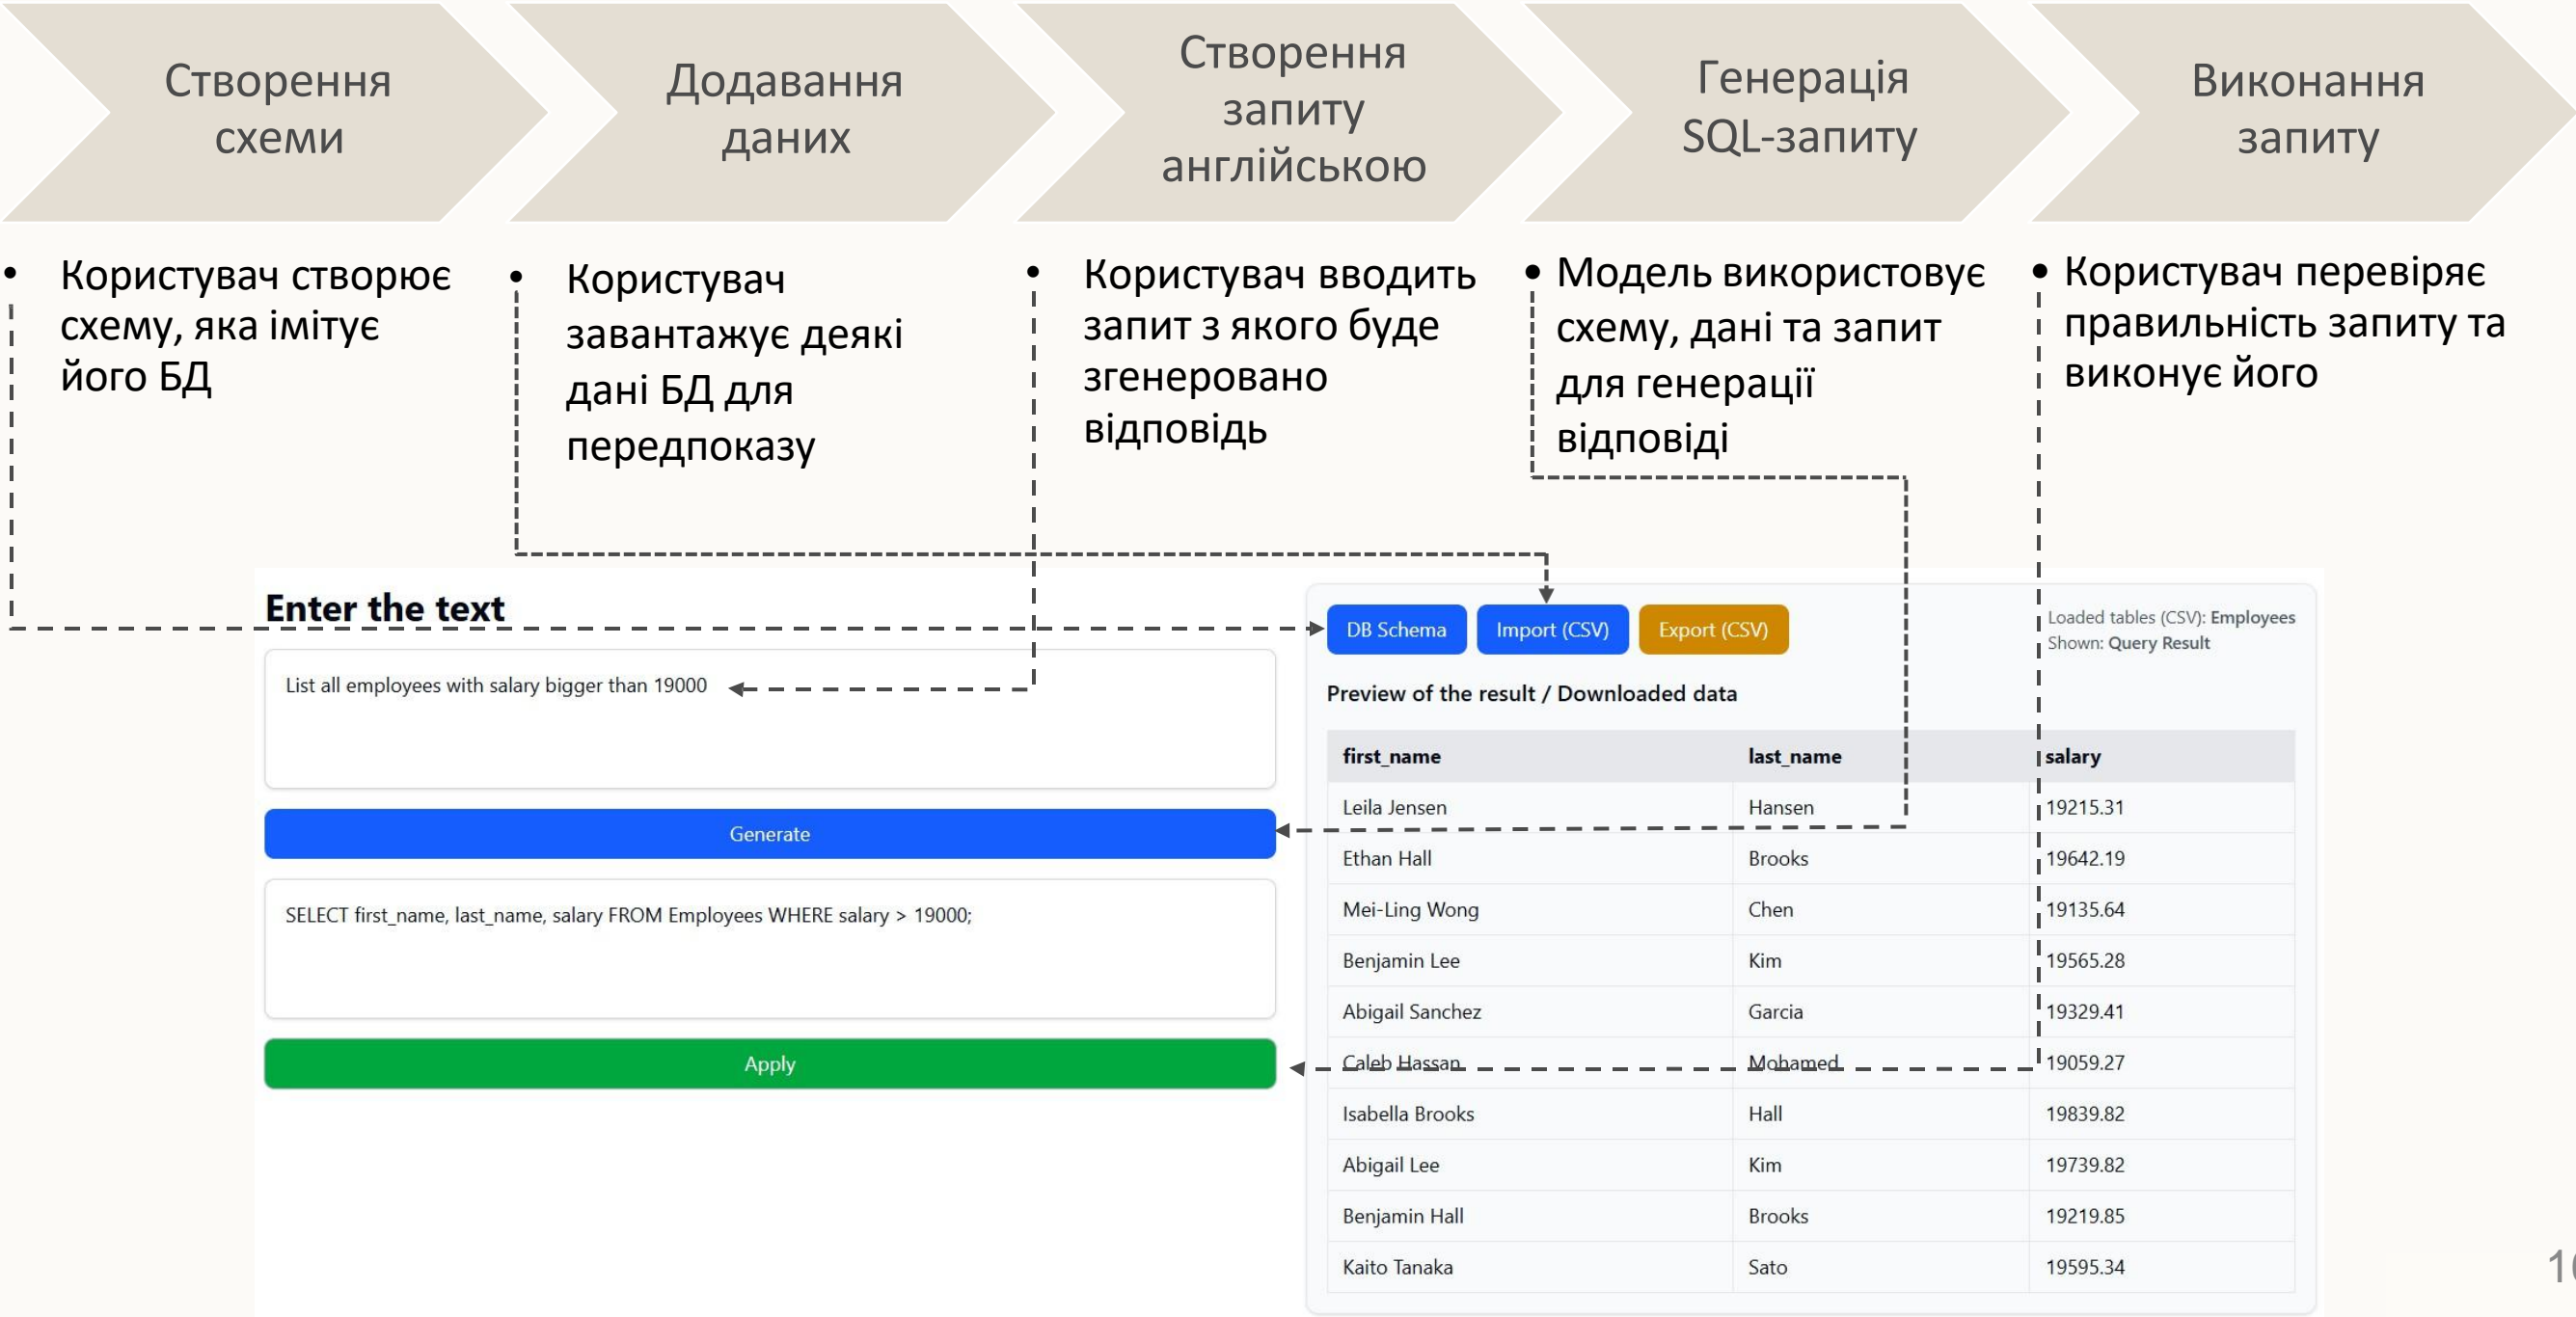 Створення
схеми
Додавання
даних
Створення
запиту
англійською
Генерація
SQL-запиту
Виконання
запиту
• Користувач створює
схему, яка імітує
його БД
• Користувач
завантажує деякі
дані БД для
передпоказу
• Користувач вводить
запит з якого буде
згенеровано
відповідь
• Модель використовує
схему, дані та запит
для генерації
відповіді
• Користувач перевіряє
правильність запиту та
виконує його
Enter the text
List all employees with salary bigger than 19000
Generate
SELECT first_name, last_name, salary FROM Employees WHERE salary > 19000;
Apply
DB Schema Import (CSV) Export (CSV)
Loaded tables (CSV): Employees
Shown: Query Result
Preview of the result / Downloaded data
first_name last_name salary
Leila Jensen Hansen 19215.31
Ethan Hall Brooks 19642.19
Mei-Ling Wong Chen 19135.64
Benjamin Lee Kim 19565.28
Abigail Sanchez Garcia 19329.41
Caleb Hassan Mohamed 19059.27
Isabella Brooks Hall 19839.82
Abigail Lee Kim 19739.82
Benjamin Hall Brooks 19219.85
Kaito Tanaka Sato 19595.34